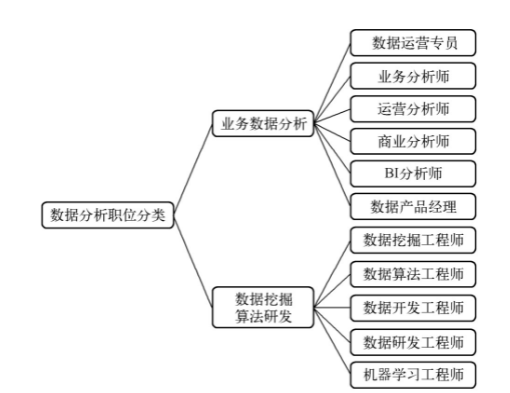 数据分析职位分类
业务数据分析
数据运营专员
业务分析师
运营分析师
商业分析师
BI分析师
数据产品经理
数据挖掘
算法研发
数据挖掘工程师
数据算法工程师
数据开发工程师
数据研发工程师
机器学习工程师